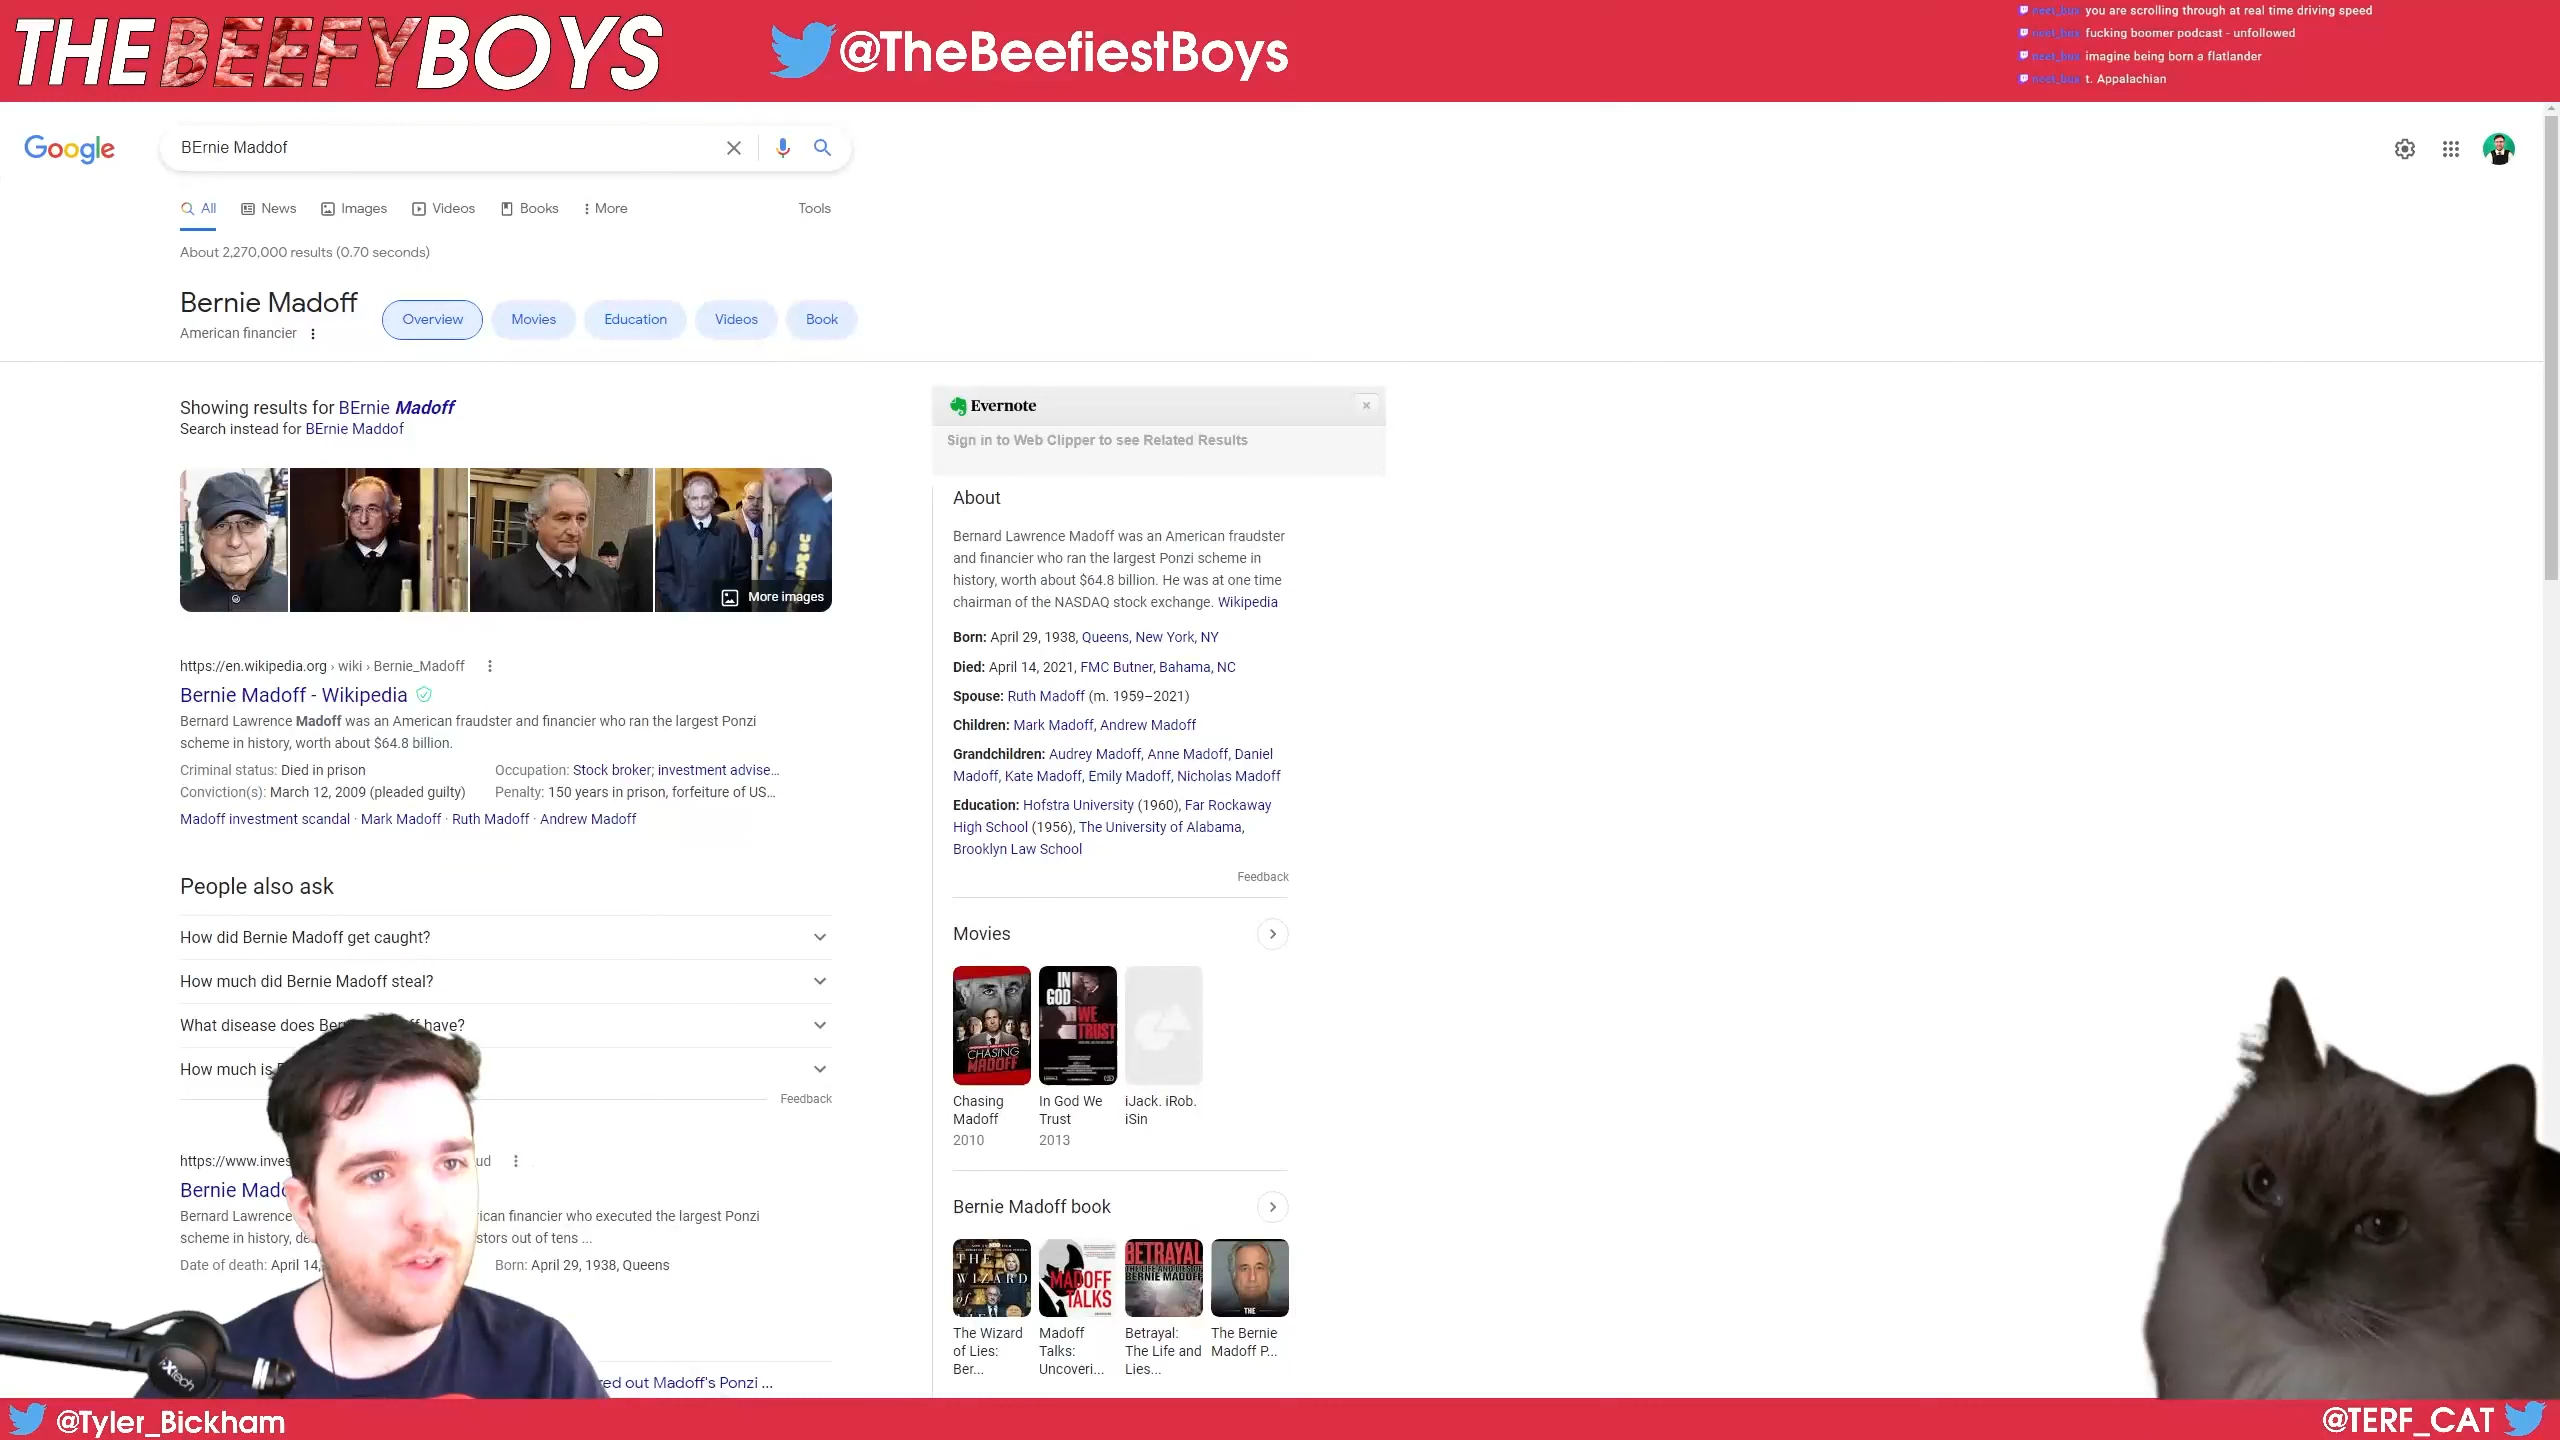 THEBEEFYBOYS
@TheBeefiestBoys
neet_bux you are scrolling through at real time driving speed
neet_bux fucking boomer podcast - unfollowed
neet_bux imagine being born a flatlander
neet_bux t. Appalachian
Google
BErnie Maddof
All
News
Images
Videos
Books
More
Tools
About 2,270,000 results (0.70 seconds)
Bernie Madoff
American financier
Overview
Movies
Education
Videos
Book
Showing results for BErnie Madoff
Search instead for BErnie Maddof
More images
https://en.wikipedia.org › wiki › Bernie_Madoff
Bernie Madoff - Wikipedia
Bernard Lawrence Madoff was an American fraudster and financier who ran the largest Ponzi
scheme in history, worth about $64.8 billion.
Criminal status: Died in prison
Occupation: Stock broker; investment advise...
Conviction(s): March 12, 2009 (pleaded guilty)
Penalty: 150 years in prison, forfeiture of US...
Madoff investment scandal · Mark Madoff · Ruth Madoff · Andrew Madoff
People also ask
How did Bernie Madoff get caught?
How much did Bernie Madoff steal?
What disease does have?
How much is
Feedback
https://www.inves
ud
Bernie Mado
Bernard Lawrence ican financier who executed the largest Ponzi
scheme in history, de stors out of tens ...
Date of death: April 14,
Born: April 29, 1938, Queens
red out Madoff's Ponzi ...
Evernote
Sign in to Web Clipper to see Related Results
About
Bernard Lawrence Madoff was an American fraudster
and financier who ran the largest Ponzi scheme in
history, worth about $64.8 billion. He was at one time
chairman of the NASDAQ stock exchange. Wikipedia
Born: April 29, 1938, Queens, New York, NY
Died: April 14, 2021, FMC Butner, Bahama, NC
Spouse: Ruth Madoff (m. 1959–2021)
Children: Mark Madoff, Andrew Madoff
Grandchildren: Audrey Madoff, Anne Madoff, Daniel
Madoff, Kate Madoff, Emily Madoff, Nicholas Madoff
Education: Hofstra University (1960), Far Rockaway
High School (1956), The University of Alabama,
Brooklyn Law School
Feedback
Movies
CHASING
MADOFF
IN
GOD
WE
TRUST
Chasing
Madoff
2010
In God We
Trust
2013
iJack. iRob.
iSin
Bernie Madoff book
THE
WIZARD
of
LIES
MADOFF
TALKS
BETRAYAL
THE LIFE AND LIES OF
BERNIE MADOFF
THE
The Wizard
of Lies:
Ber...
Madoff
Talks:
Uncoveri...
Betrayal:
The Life and
Lies...
The Bernie
Madoff P...
@Tyler_Bickham
@TERF_CAT